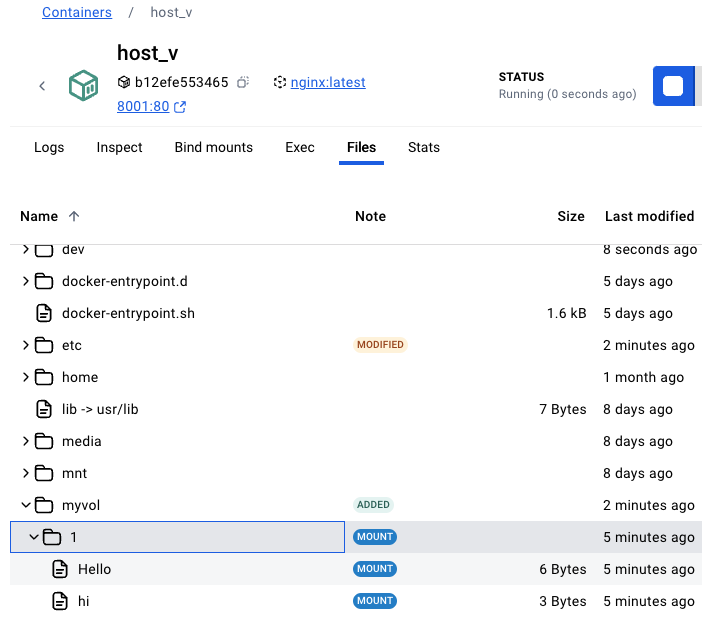 Containers / host_v
host_v
b12efe553465 nginx:latest
8001:80
STATUS
Running (0 seconds ago)
Logs Inspect Bind mounts Exec Files Stats
Name Note Size Last modified
dev 8 seconds ago
docker-entrypoint.d 5 days ago
docker-entrypoint.sh 1.6 kB 5 days ago
etc MODIFIED 2 minutes ago
home 1 month ago
lib -> usr/lib 7 Bytes 8 days ago
media 8 days ago
mnt 8 days ago
myvol ADDED 2 minutes ago
1 MOUNT 5 minutes ago
Hello MOUNT 6 Bytes 5 minutes ago
hi MOUNT 3 Bytes 5 minutes ago